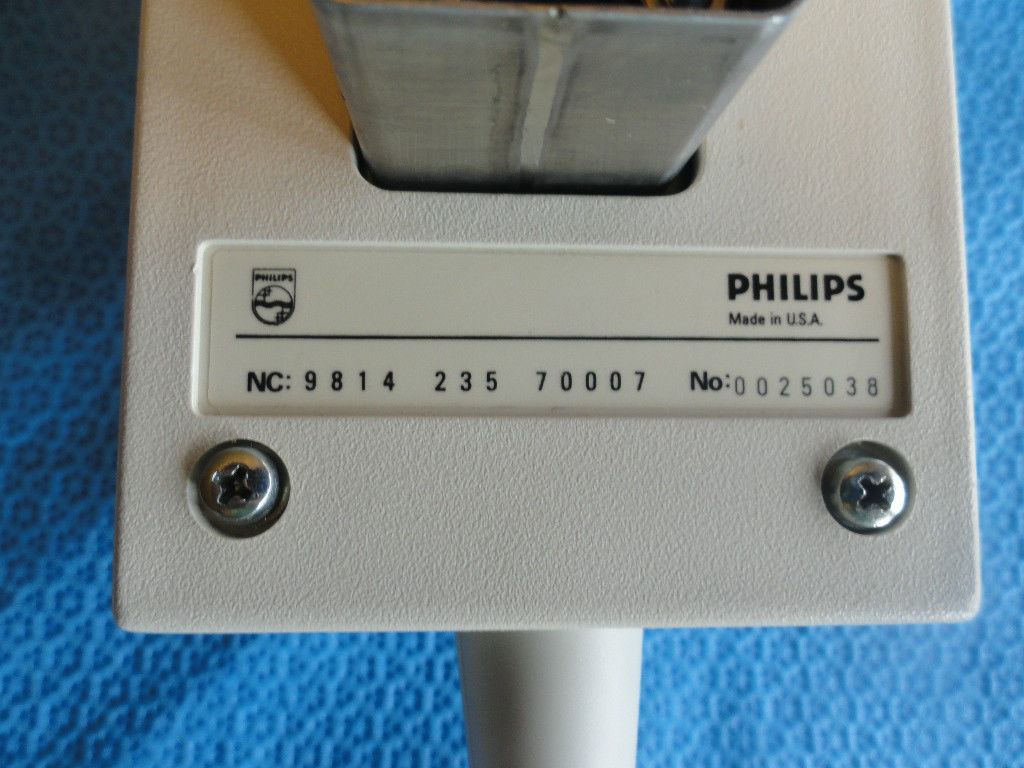 PHILIPS
PHILIPS
Made in U.S.A.
NC: 9814 235 70007 No: 0025038